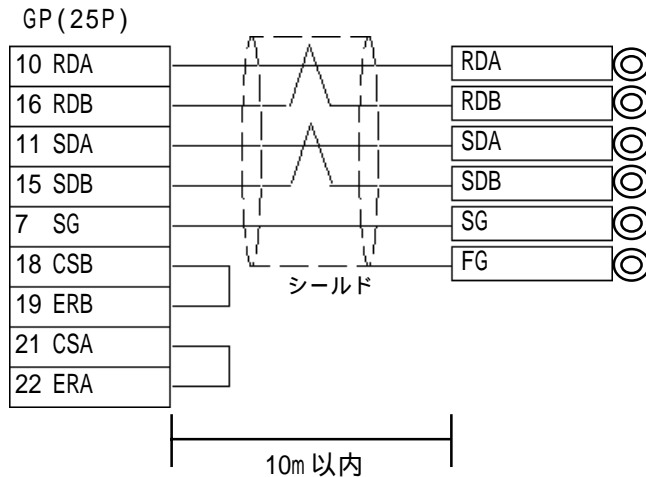 GP(25P)
10 RDA
RDA
16 RDB
RDB
11 SDA
SDA
15 SDB
SDB
7 SG
SG
18 CSB
FG
シールド
19 ERB
21 CSA
22 ERA
10m 以内